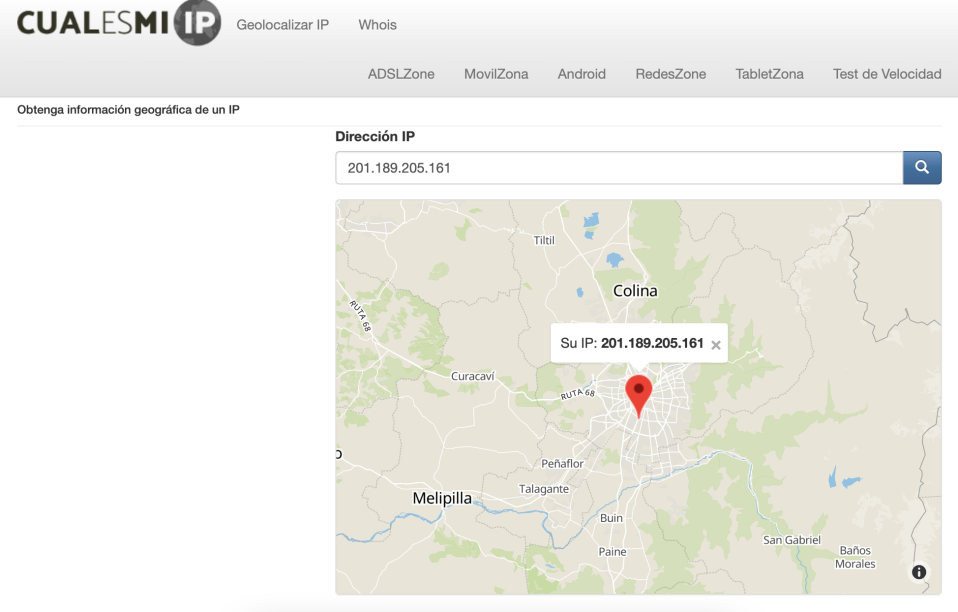 CUALESMI IP Geolocalizar IP Whois
ADSLZone MovilZona Android RedesZone TabletZona Test de Velocidad
Obtenga información geográfica de un IP
Dirección IP
201.189.205.161
Tiltil
Colina
RUTA 68
Su IP: 201.189.205.161 ×
Curacaví
RUTA 68
Peñaflor
Talagante
Melipilla
Buin
San Gabriel
Paine
Baños
Morales